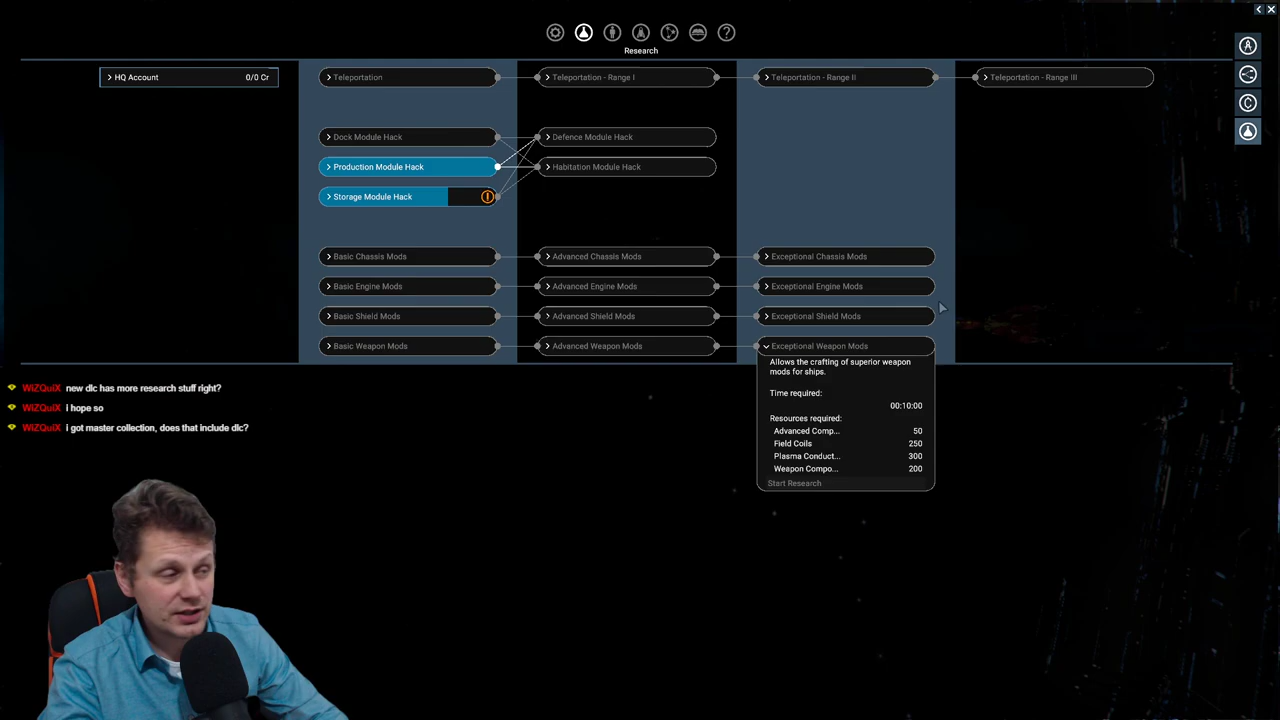 Research
HQ Account 0/0 Cr
Teleportation
Teleportation - Range I
Teleportation - Range II
Teleportation - Range III
Dock Module Hack
Defence Module Hack
Production Module Hack
Habitation Module Hack
Storage Module Hack
Basic Chassis Mods
Advanced Chassis Mods
Exceptional Chassis Mods
Basic Engine Mods
Advanced Engine Mods
Exceptional Engine Mods
Basic Shield Mods
Advanced Shield Mods
Exceptional Shield Mods
Basic Weapon Mods
Advanced Weapon Mods
Exceptional Weapon Mods
Allows the crafting of superior weapon
mods for ships.
Time required:
00:10:00
Resources required:
Advanced Comp... 50
Field Coils 250
Plasma Conduct... 300
Weapon Compo... 200
Start Research
WiZQuiX new dlc has more research stuff right?
WiZQuiX i hope so
WiZQuiX i got master collection, does that include dlc?